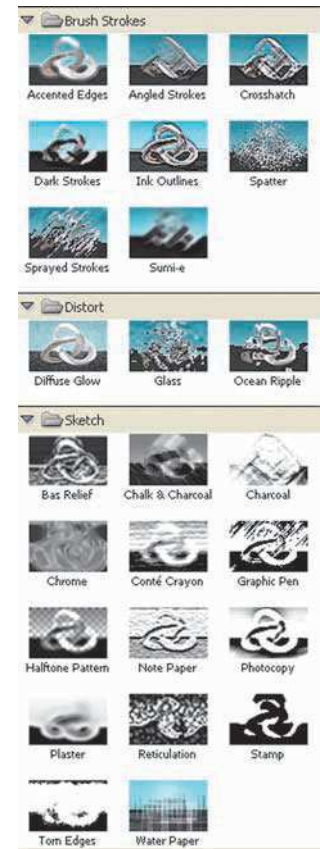 Brush Strokes
Accented Edges Angled Strokes Crosshatch
Dark Strokes Ink Outlines Spatter
Sprayed Strokes Sumi-e
Distort
Diffuse Glow Glass Ocean Ripple
Sketch
Bas Relief Chalk & Charcoal Charcoal
Chrome Conté Crayon Graphic Pen
Halftone Pattern Note Paper Photocopy
Plaster Reticulation Stamp
Torn Edges Water Paper